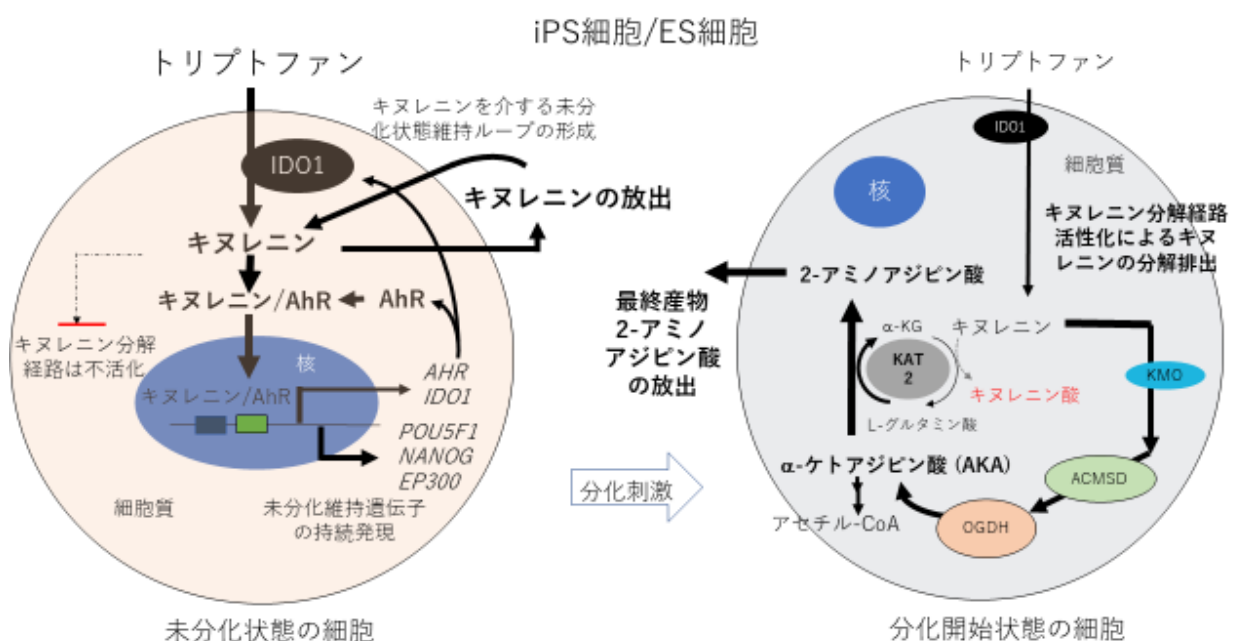 iPS細胞/ES細胞
トリプトファン
キヌレニンを介する未分
化状態維持ループの形成
IDO1
キヌレニンの放出
キヌレニン
キヌレニン/AhR
AhR
キヌレニン分解
経路は不活化
核
キヌレニン/AhR
AHR
IDO1
POU5F1
NANOG
EP300
細胞質
未分化維持遺伝子
の持続発現
未分化状態の細胞
分化刺激
トリプトファン
IDO1
細胞質
核
キヌレニン分解経路
活性化によるキヌ
レニンの分解排出
2-アミノアジピン酸
最終産物
2-アミノ
アジピン酸
の放出
α-KG
キヌレニン
KAT
2
KMO
キヌレニン酸
L-グルタミン酸
α-ケトアジピン酸 (AKA)
ACMSD
アセチル-CoA
OGDH
分化開始状態の細胞